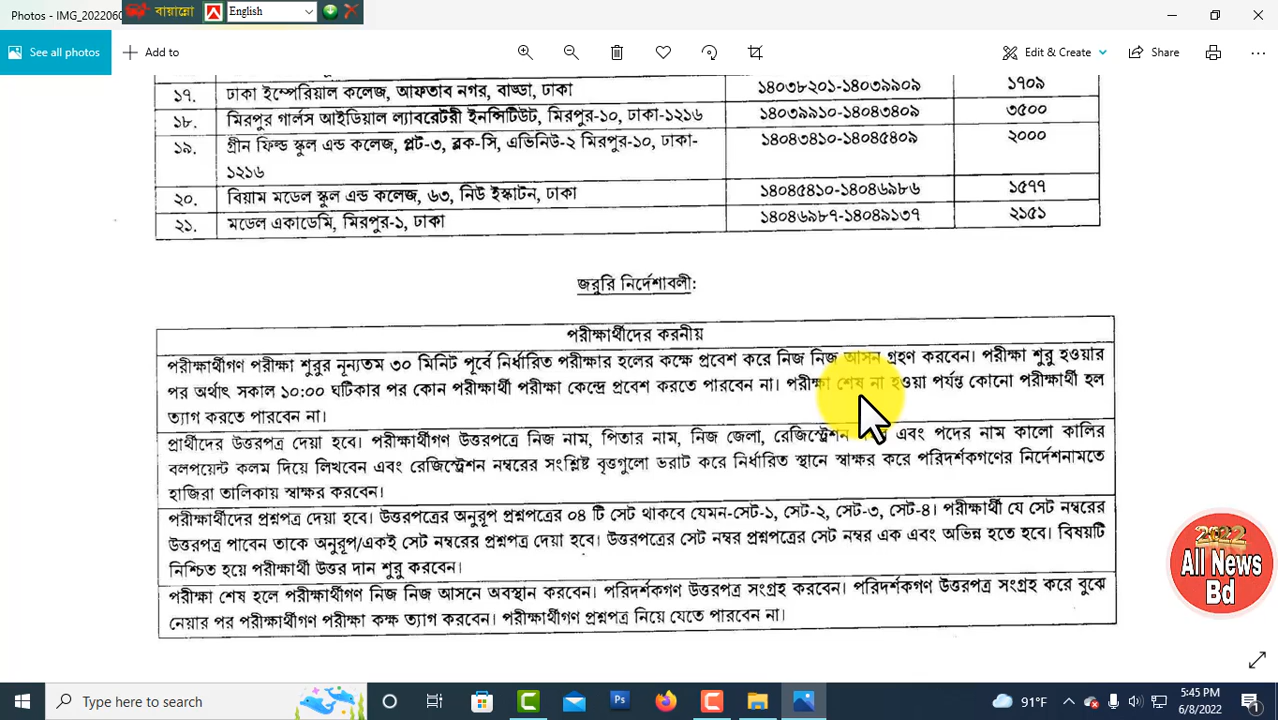 Photos - IMG_202206
বায়ান্নো
English
See all photos
Add to
Edit & Create
Share
১৭. ঢাকা ইম্পেরিয়াল কলেজ, আফতাব নগর, বাড্ডা, ঢাকা ১৪০৩৮২০১-১৪০৩৯৯০৯ ১৭০৯
১৮. মিরপুর গার্লস আইডিয়াল ল্যাবরেটরী ইনস্টিটিউট, মিরপুর-১০, ঢাকা-১২১৬ ১৪০৩৯৯১০-১৪০৪৩৪০৯ ৩৫০০
১৯. গ্রীন ফিল্ড স্কুল এন্ড কলেজ, প্লট-৩, ব্লক-সি, এভিনিউ-২ মিরপুর-১০, ঢাকা- ১৪০৪৩৪১০-১৪০৪৫৪০৯ ২০০০
১২১৬
২০. বিয়াম মডেল স্কুল এন্ড কলেজ, ৬৩, নিউ ইস্কাটন, ঢাকা ১৪০৪৫৪১০-১৪০৪৬৯৮৬ ১৫৭৭
২১. মডেল একাডেমি, মিরপুর-১, ঢাকা ১৪০৪৬৯৮৭-১৪০৪৯১৩৭ ২১৫১
জরুরি নির্দেশাবলী:
পরীক্ষার্থীদের করনীয়
পরীক্ষার্থীগণ পরীক্ষা শুরুর নূন্যতম ৩০ মিনিট পূর্বে নির্ধারিত পরীক্ষার হলের কক্ষে প্রবেশ করে নিজ নিজ আসন গ্রহণ করবেন। পরীক্ষা শুরু হওয়ার
পর অর্থাৎ সকাল ১০:০০ ঘটিকার পর কোন পরীক্ষার্থী পরীক্ষা কেন্দ্রে প্রবেশ করতে পারবেন না। পরীক্ষা শেষ না হওয়া পর্যন্ত কোনো পরীক্ষার্থী হল
ত্যাগ করতে পারবেন না।
প্রার্থীদের উত্তরপত্র দেয়া হবে। পরীক্ষার্থীগণ উত্তরপত্রে নিজ নাম, পিতার নাম, নিজ জেলা, রেজিস্ট্রেশন এবং পদের নাম কালো কালির
বলপয়েন্ট কলম দিয়ে লিখবেন এবং রেজিস্ট্রেশন নম্বরের সংশ্লিষ্ট বৃত্তগুলো ভরাট করে নির্ধারিত স্থানে স্বাক্ষর করে পরিদর্শকগণের নির্দেশনামতে
হাজিরা তালিকায় স্বাক্ষর করবেন।
পরীক্ষার্থীদের প্রশ্নপত্র দেয়া হবে। উত্তরপত্রের অনুরূপ প্রশ্নপত্রের ০৪ টি সেট থাকবে যেমন-সেট-১, সেট-২, সেট-৩, সেট-৪। পরীক্ষার্থী যে সেট নম্বরের
উত্তরপত্র পাবেন তাকে অনুরূপ/একই সেট নম্বরের প্রশ্নপত্র দেয়া হবে। উত্তরপত্রের সেট নম্বর প্রশ্নপত্রের সেট নম্বর এক এবং অভিন্ন হতে হবে। বিষয়টি
নিশ্চিত হয়ে পরীক্ষার্থী উত্তর দান শুরু করবেন।
পরীক্ষা শেষ হলে পরীক্ষার্থীগণ নিজ নিজ আসনে অবস্থান করবেন। পরিদর্শকগণ উত্তরপত্র সংগ্রহ করবেন। পরিদর্শকগণ উত্তরপত্র সংগ্রহ করে বুঝে
নেয়ার পর পরীক্ষার্থীগণ পরীক্ষা কক্ষ ত্যাগ করবেন। পরীক্ষার্থীগণ প্রশ্নপত্র নিয়ে যেতে পারবেন না।
2022
All News
Bd
Type here to search
Ps
91°F
5:45 PM
6/8/2022
1